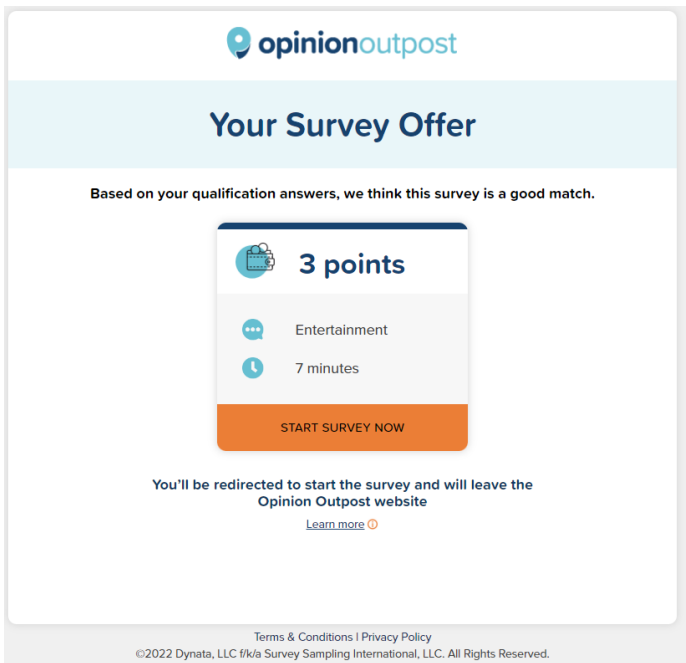 opinionoutpost
Your Survey Offer
Based on your qualification answers, we think this survey is a good match.
3 points
Entertainment
7 minutes
START SURVEY NOW
You'll be redirected to start the survey and will leave the
Opinion Outpost website
Learn more
Terms & Conditions | Privacy Policy
©2022 Dynata, LLC f/k/a Survey Sampling International, LLC. All Rights Reserved.